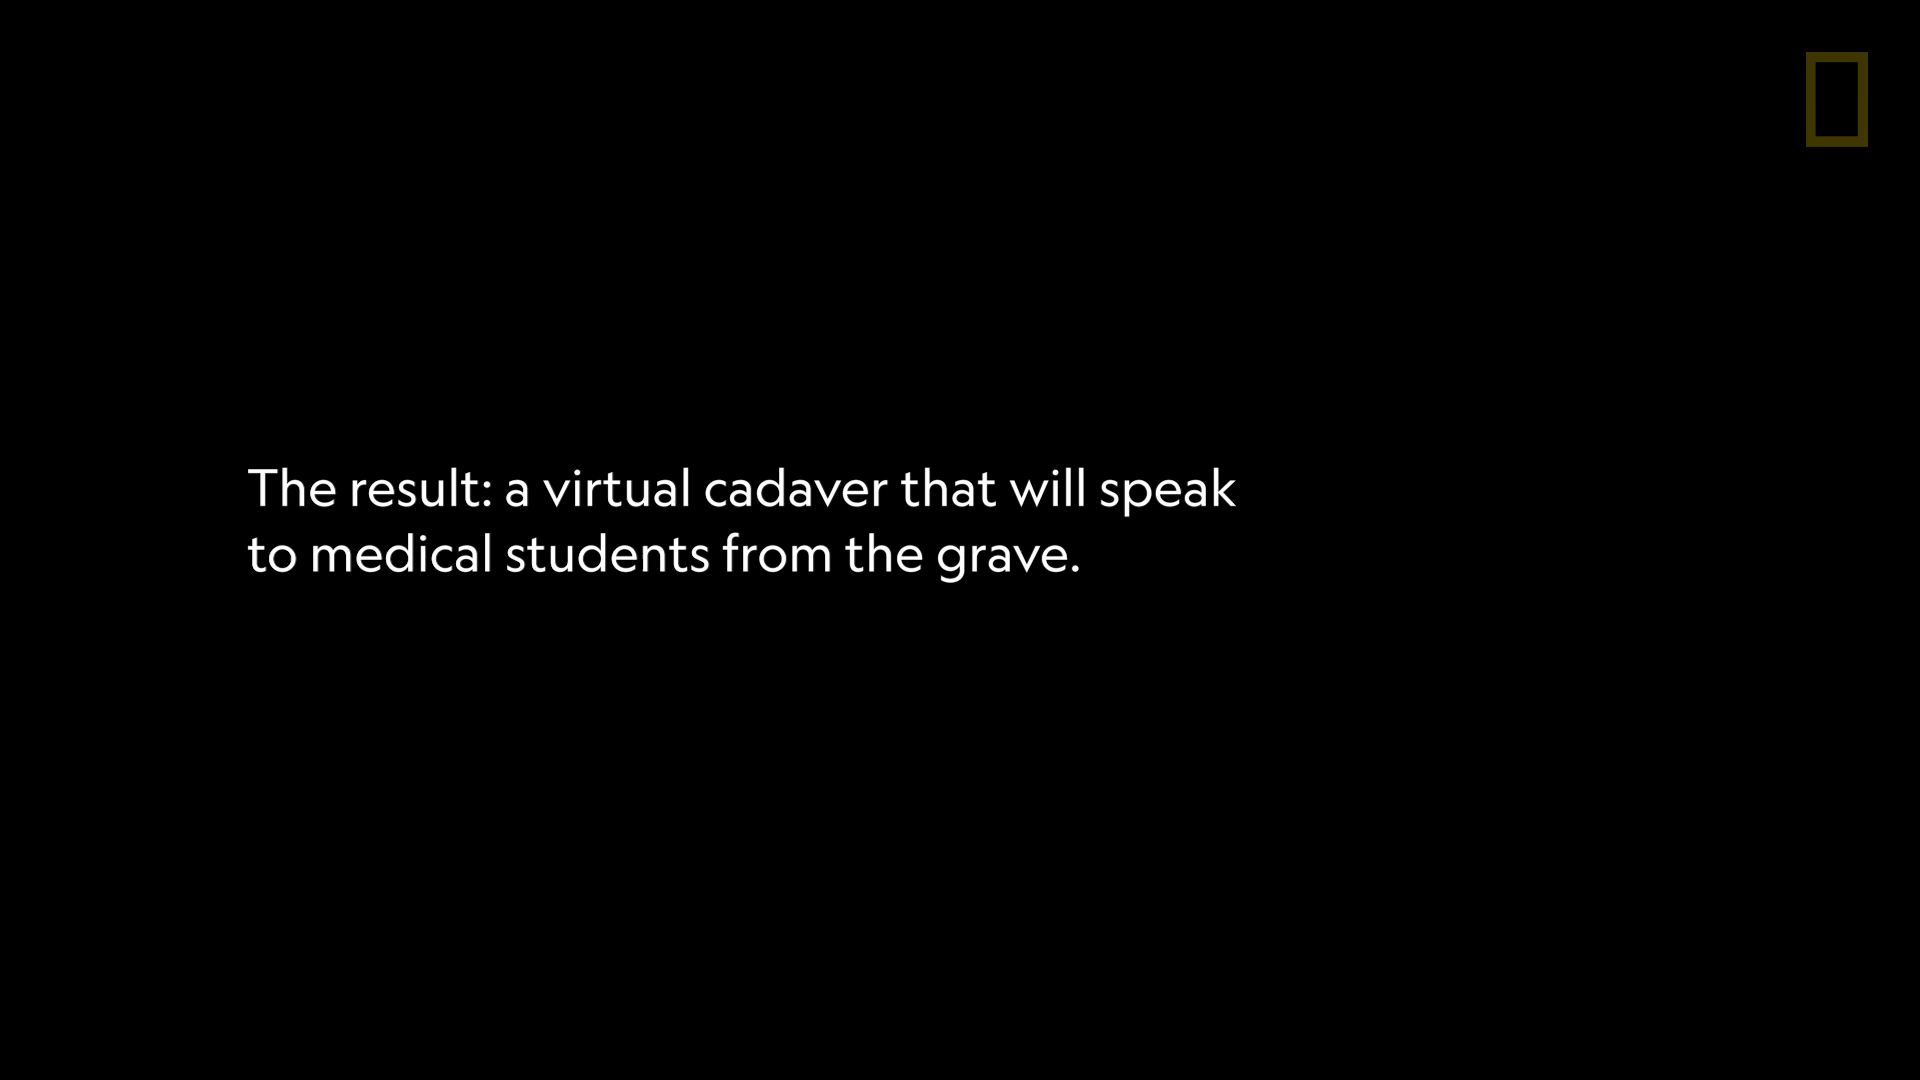 The result: a virtual cadaver that will speak
to medical students from the grave.